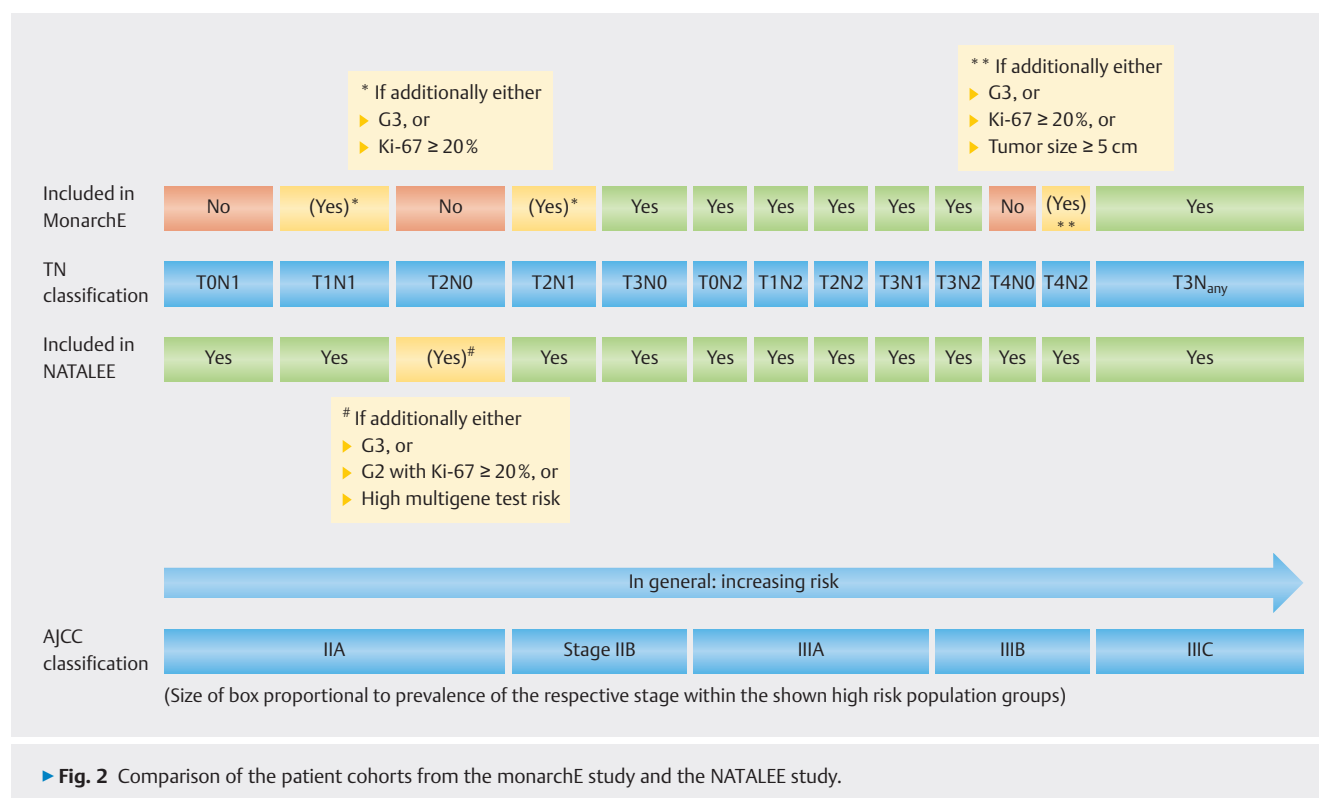 * If additionally either
▶ G3, or
▶ Ki-67 ≥ 20%
** If additionally either
▶ G3, or
▶ Ki-67 ≥ 20%, or
▶ Tumor size ≥ 5 cm
Included in
MonarchE
No (Yes)* No (Yes)* Yes Yes Yes Yes Yes Yes No (Yes)
** Yes
TN
classification
T0N1 T1N1 T2N0 T2N1 T3N0 T0N2 T1N2 T2N2 T3N1 T3N2 T4N0 T4N2 T3Nany
Included in
NATALEE
Yes Yes (Yes)# Yes Yes Yes Yes Yes Yes Yes Yes Yes Yes
# If additionally either
▶ G3, or
▶ G2 with Ki-67 ≥ 20%, or
▶ High multigene test risk
In general: increasing risk
AJCC
classification
IIA Stage IIB IIIA IIIB IIIC
(Size of box proportional to prevalence of the respective stage within the shown high risk population groups)
▶ Fig. 2 Comparison of the patient cohorts from the monarchE study and the NATALEE study.